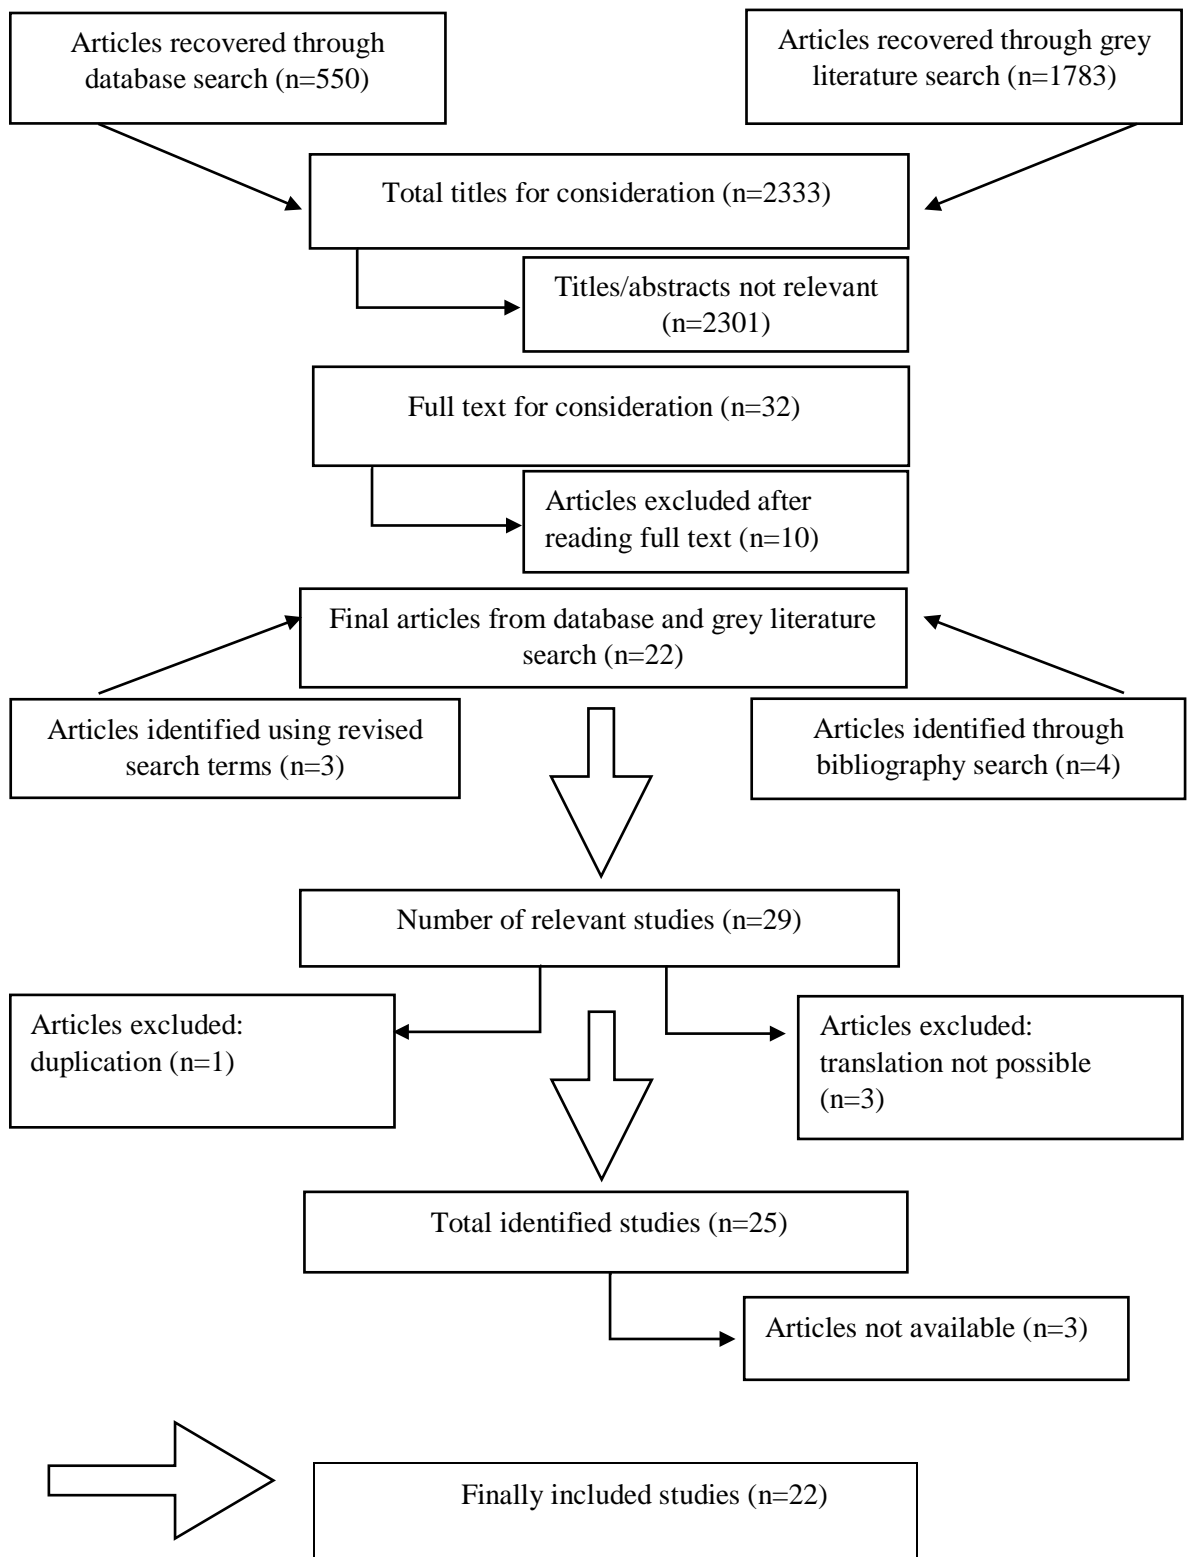 Articles recovered through
database search (n=550)
Articles recovered through grey
literature search (n=1783)
Total titles for consideration (n=2333)
Titles/abstracts not relevant
(n=2301)
Full text for consideration (n=32)
Articles excluded after
reading full text (n=10)
Final articles from database and grey literature
search (n=22)
Articles identified using revised
search terms (n=3)
Articles identified through
bibliography search (n=4)
Number of relevant studies (n=29)
Articles excluded:
duplication (n=1)
Articles excluded:
translation not possible
(n=3)
Total identified studies (n=25)
Articles not available (n=3)
Finally included studies (n=22)